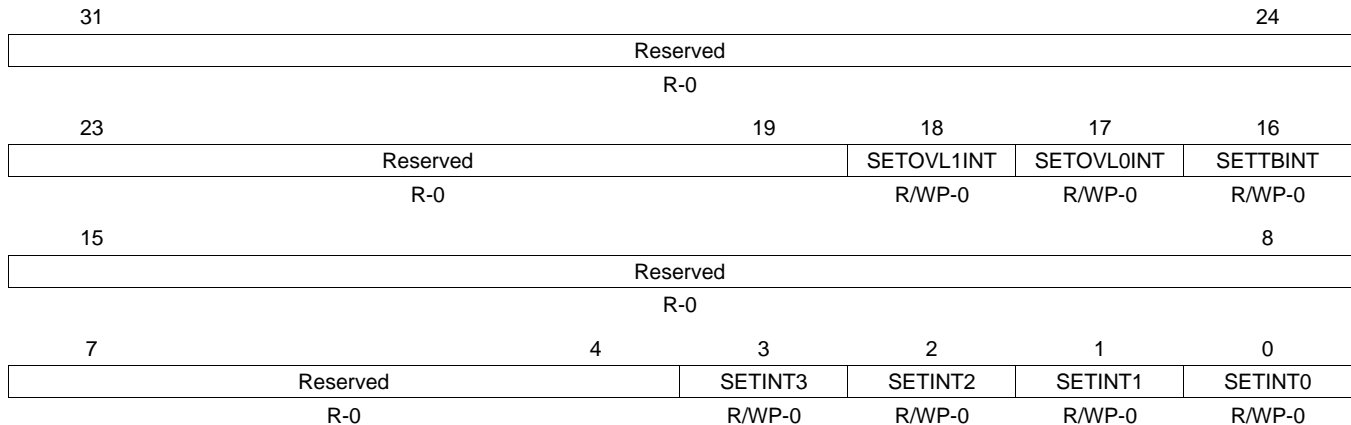 31 24
Reserved
R-0
23 19 18 17 16
Reserved SETOVL1INT SETOVL0INT SETTBINT
R-0 R/WP-0 R/WP-0 R/WP-0
15 8
Reserved
R-0
7 4 3 2 1 0
Reserved SETINT3 SETINT2 SETINT1 SETINT0
R-0 R/WP-0 R/WP-0 R/WP-0 R/WP-0